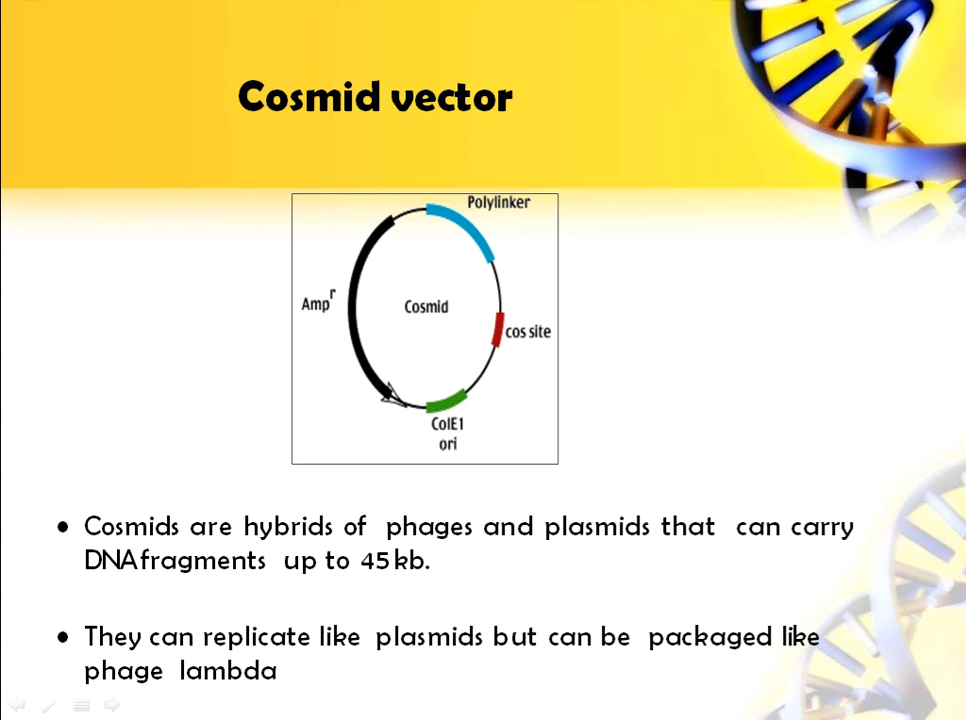 Cosmid vector
Polylinker
Amp^r
Cosmid
cos site
ColE1
ori
• Cosmids are hybrids of phages and plasmids that can carry
DNA fragments up to 45 kb.
• They can replicate like plasmids but can be packaged like
phage lambda